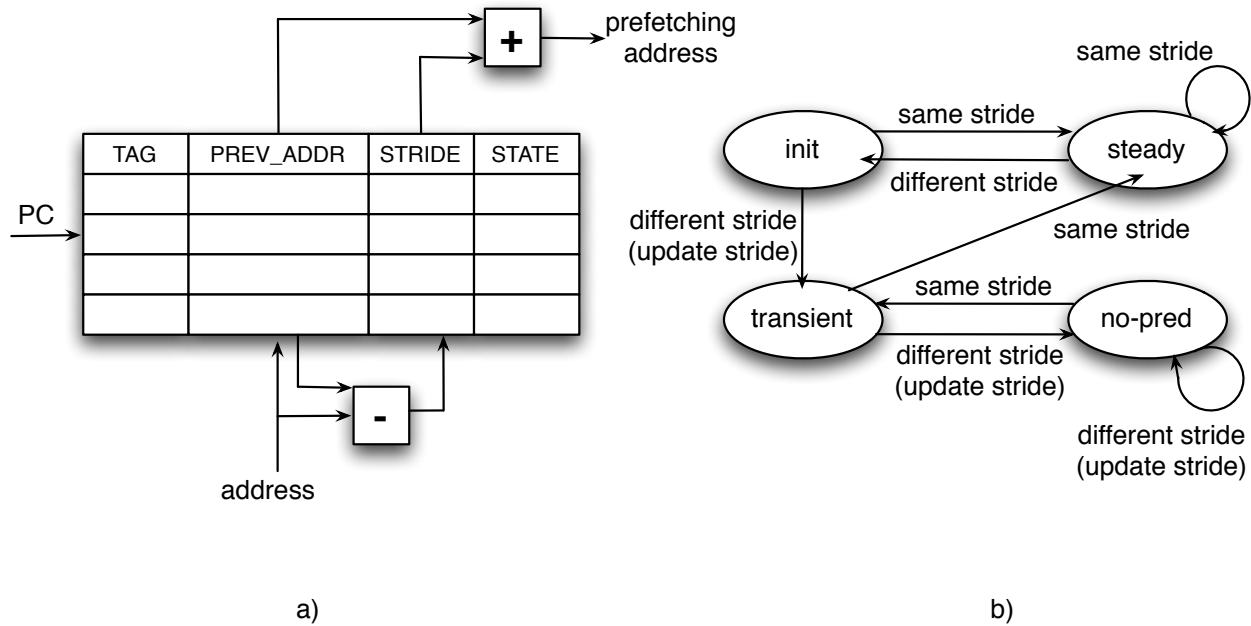 +
prefetching
address
TAG PREV_ADDR STRIDE STATE
PC
-
address
a)
same stride
init
same stride
steady
different stride
different stride
(update stride)
same stride
transient
same stride
no-pred
different stride
(update stride)
different stride
(update stride)
b)